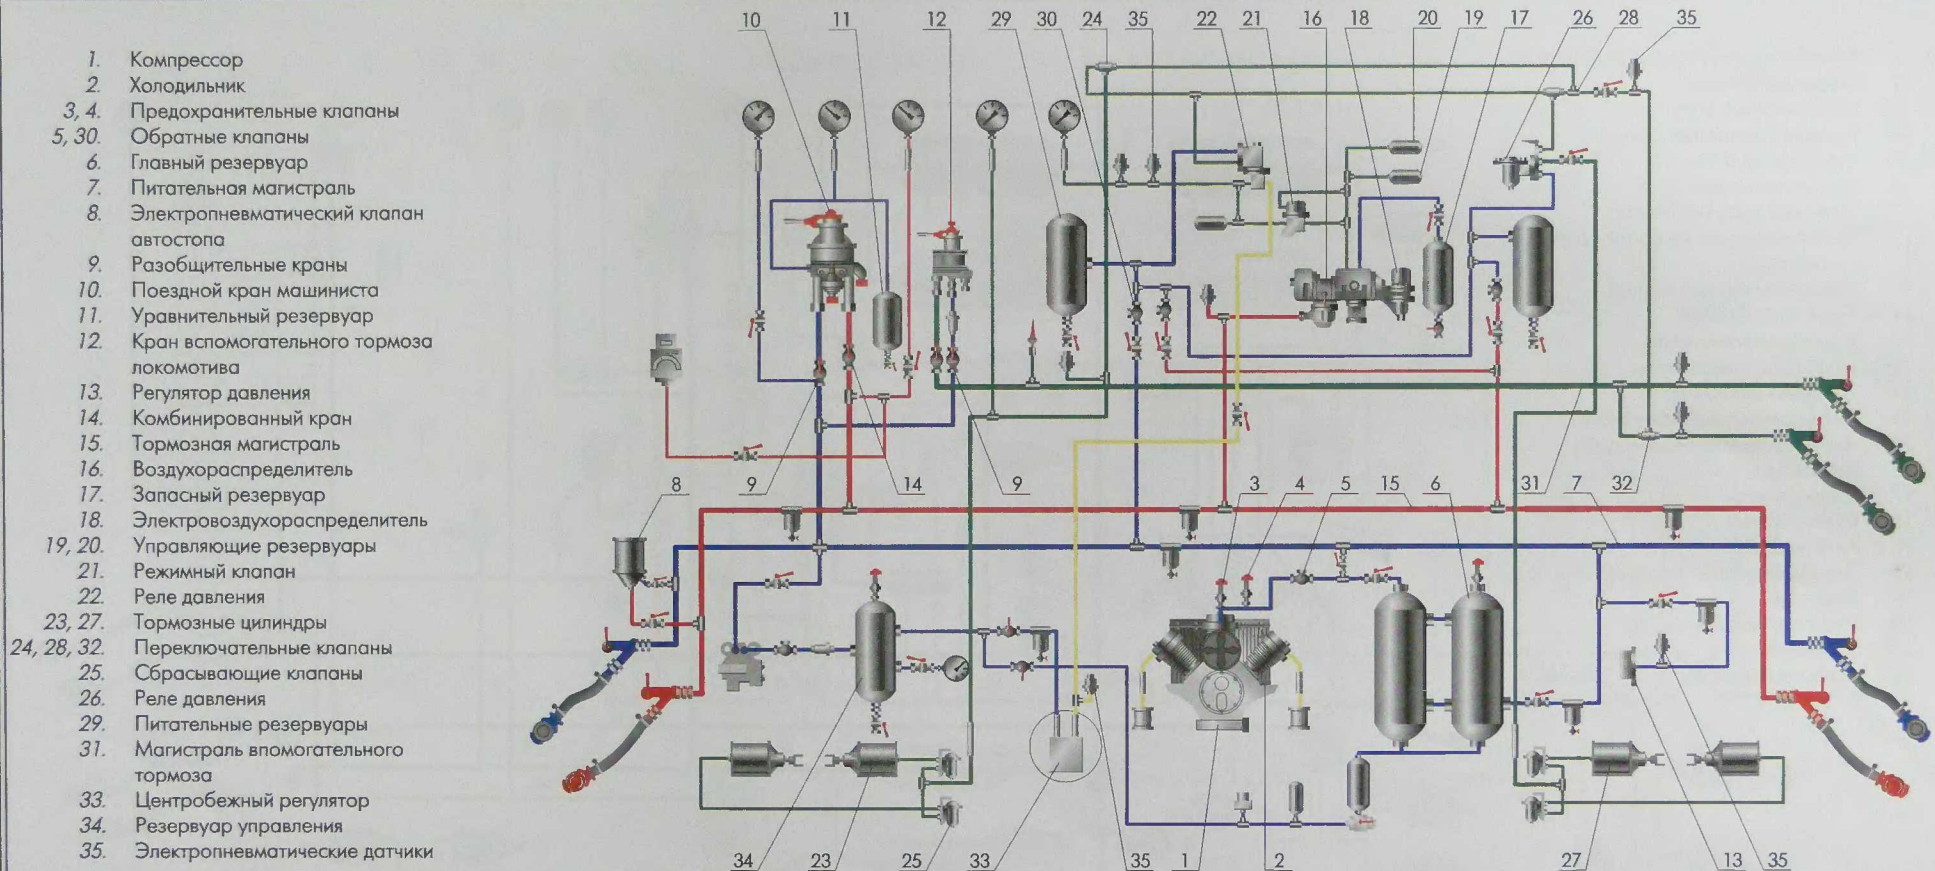 1. Компрессор
2. Холодильник
3, 4. Предохранительные клапаны
5, 30. Обратные клапаны
6. Главный резервуар
7. Питательная магистраль
8. Электропневматический клапан
автостопа
9. Разобщительные краны
10. Поездной кран машиниста
11. Уравнительный резервуар
12. Кран вспомогательного тормоза
локомотива
13. Регулятор давления
14. Комбинированный кран
15. Тормозная магистраль
16. Воздухораспределитель
17. Запасный резервуар
18. Электровоздухораспределитель
19, 20. Управляющие резервуары
21. Режимный клапан
22. Реле давления
23, 27. Тормозные цилиндры
24, 28, 32. Переключательные клапаны
25. Сбрасывающие клапаны
26. Реле давления
29. Питательные резервуары
31. Магистраль впомогательного
тормоза
33. Центробежный регулятор
34. Резервуар управления
35. Электропневматические датчики
10 11 12 29 30 24 35 22 21 16 18 20 19 17 26 28 35
8 9 14 9 3 4 5 15 6 31 7 32
34 23 25 33 35 1 2 27 13 35